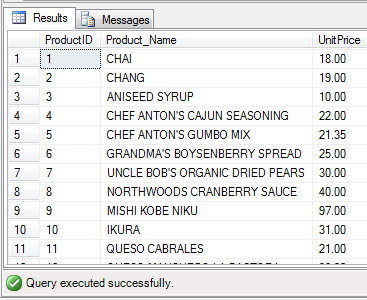 Results Messages
ProductID Product_Name UnitPrice
1 1 CHAI 18.00
2 2 CHANG 19.00
3 3 ANISEED SYRUP 10.00
4 4 CHEF ANTON'S CAJUN SEASONING 22.00
5 5 CHEF ANTON'S GUMBO MIX 21.35
6 6 GRANDMA'S BOYSENBERRY SPREAD 25.00
7 7 UNCLE BOB'S ORGANIC DRIED PEARS 30.00
8 8 NORTHWOODS CRANBERRY SAUCE 40.00
9 9 MISHI KOBE NIKU 97.00
10 10 IKURA 31.00
11 11 QUESO CABRALES 21.00
Query executed successfully.